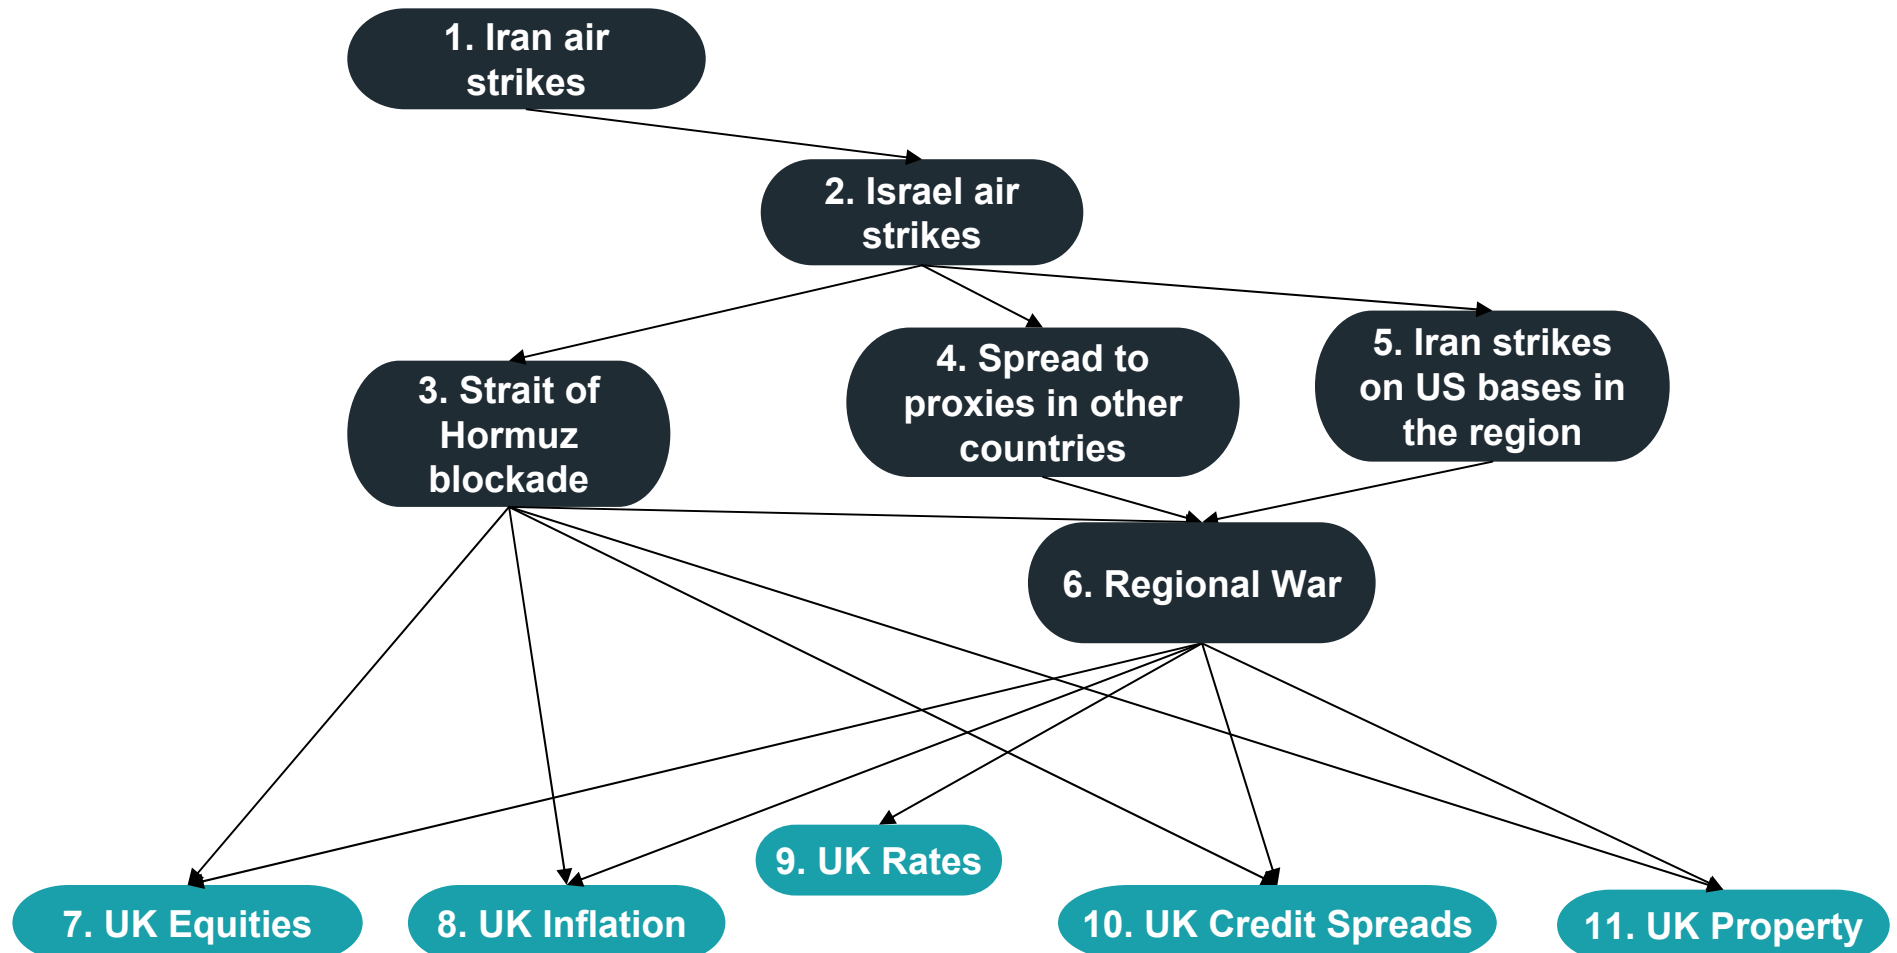 1. Iran air
strikes
2. Israel air
strikes
3. Strait of
Hormuz
blockade
4. Spread to
proxies in other
countries
5. Iran strikes
on US bases in
the region
6. Regional War
7. UK Equities
8. UK Inflation
9. UK Rates
10. UK Credit Spreads
11. UK Property